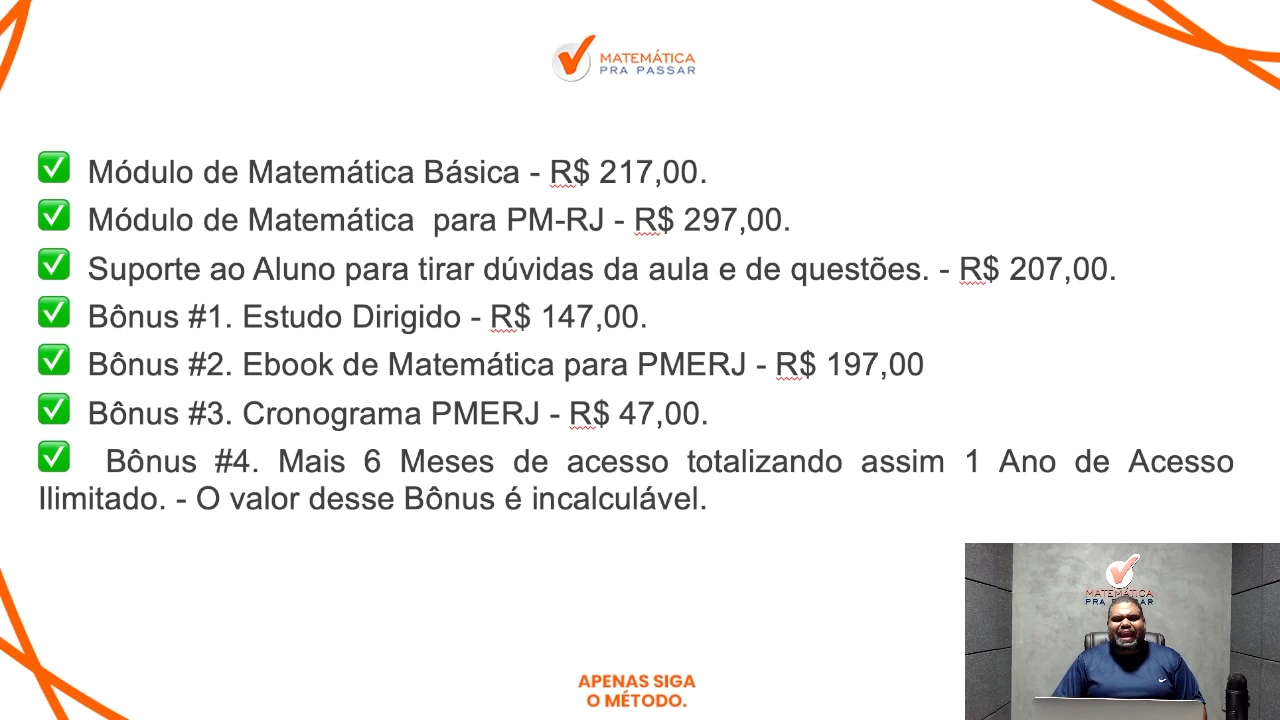 MATEMÁTICA
PRA PASSAR
✅ Módulo de Matemática Básica - R$ 217,00.
✅ Módulo de Matemática  para PM-RJ - R$ 297,00.
✅ Suporte ao Aluno para tirar dúvidas da aula e de questões. - R$ 207,00.
✅ Bônus #1. Estudo Dirigido - R$ 147,00.
✅ Bônus #2. Ebook de Matemática para PMERJ - R$ 197,00
✅ Bônus #3. Cronograma PMERJ - R$ 47,00.
✅ Bônus #4. Mais 6 Meses de acesso totalizando assim 1 Ano de Acesso
Ilimitado. - O valor desse Bônus é incalculável.
MATEMÁTICA
PRA PASSAR
APENAS SIGA
O MÉTODO.